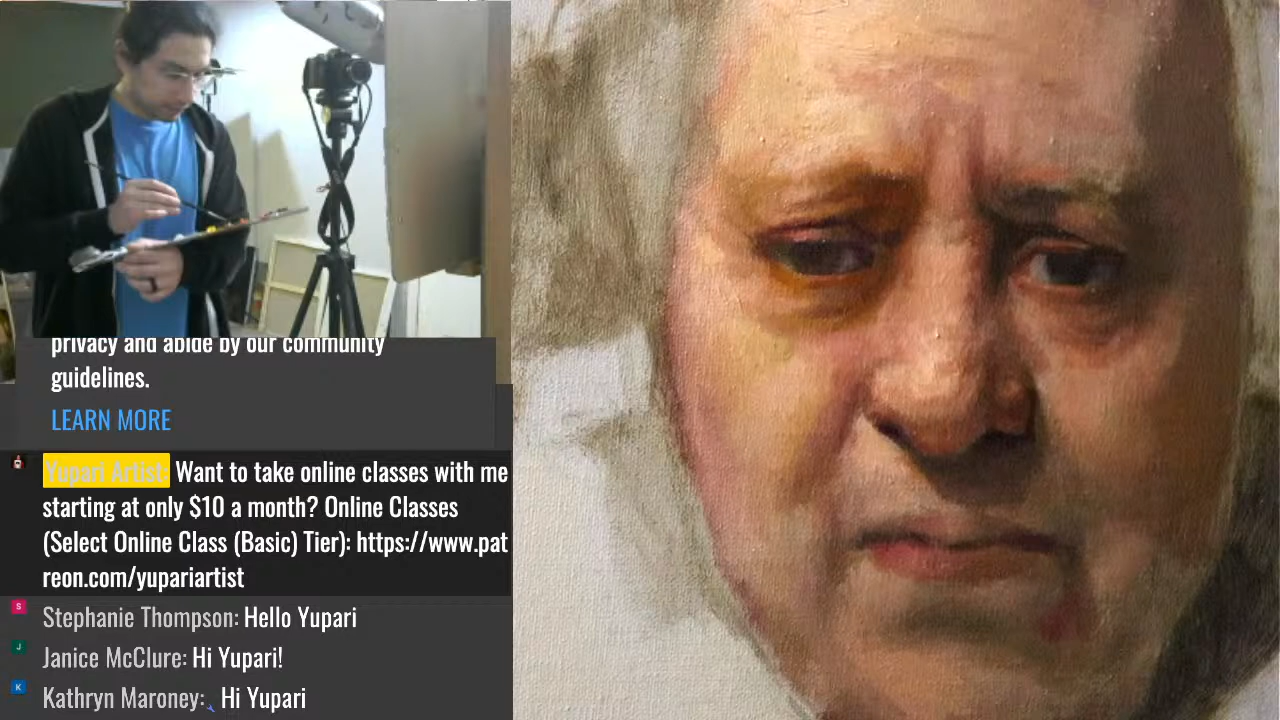 privacy and abide by our community
guidelines.
LEARN MORE
Yupari Artist: Want to take online classes with me
starting at only $10 a month? Online Classes
(Select Online Class (Basic) Tier): https://www.pat
reon.com/yupariartist
S
Stephanie Thompson: Hello Yupari
J
Janice McClure: Hi Yupari!
K
Kathryn Maroney: Hi Yupari